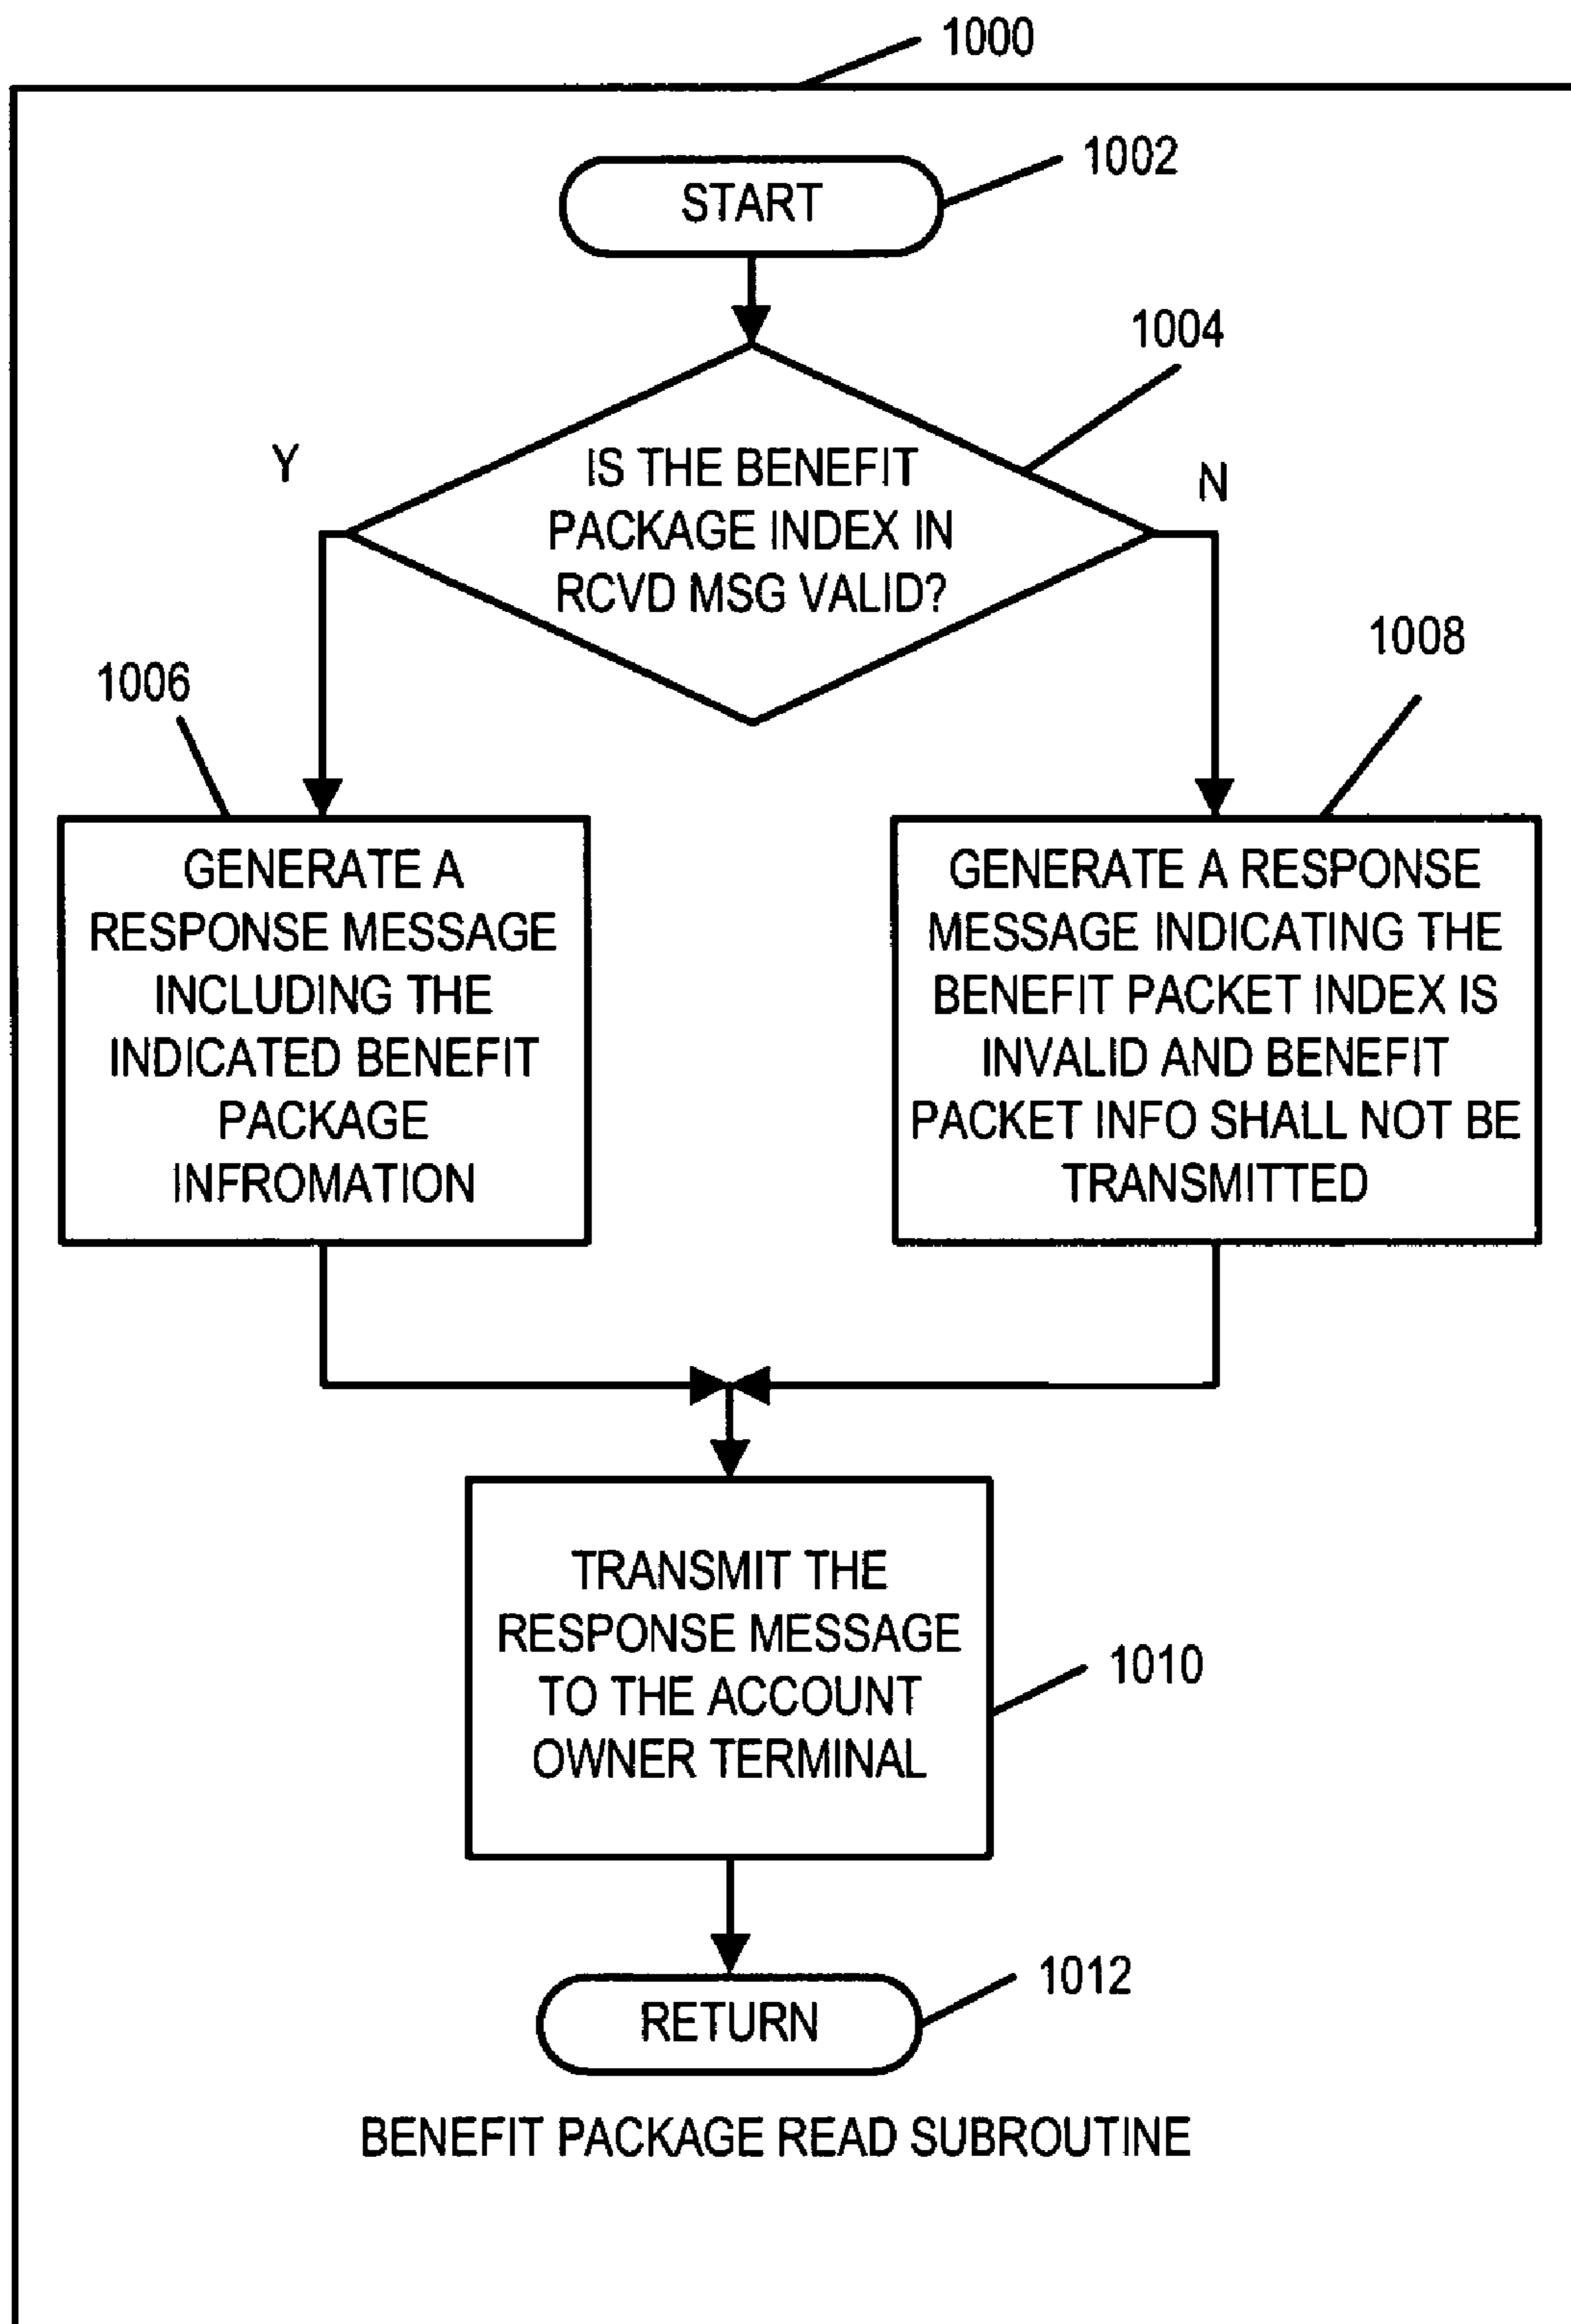 1000
1002
START
1004
Y
N
IS THE BENEFIT
PACKAGE INDEX IN
RCVD MSG VALID?
1006
1008
GENERATE A
RESPONSE MESSAGE
INCLUDING THE
INDICATED BENEFIT
PACKAGE
INFROMATION
GENERATE A RESPONSE
MESSAGE INDICATING THE
BENEFIT PACKET INDEX IS
INVALID AND BENEFIT
PACKET INFO SHALL NOT BE
TRANSMITTED
TRANSMIT THE
RESPONSE MESSAGE
TO THE ACCOUNT
OWNER TERMINAL
1010
1012
RETURN
BENEFIT PACKAGE READ SUBROUTINE